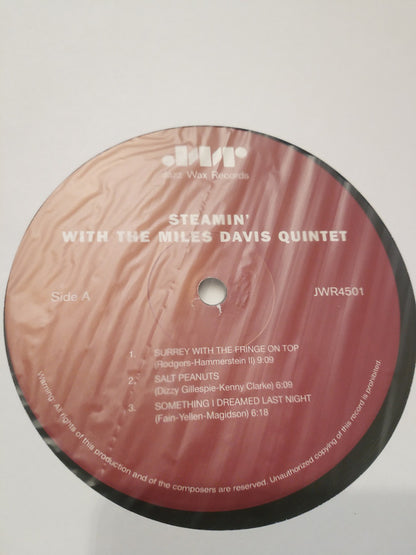 JWR
Jazz Wax Records
STEAMIN'
WITH THE MILES DAVIS QUINTET
Side A
JWR4501
1. SURREY WITH THE FRINGE ON TOP
(Rodgers-Hammerstein II) 9:09
2. SALT PEANUTS
(Dizzy Gillespie-Kenny Clarke) 6:09
3. SOMETHING I DREAMED LAST NIGHT
(Fain-Yellen-Magidson) 6:18
Warning: All rights of this production and of the composers are reserved. Unauthorized copying of this record is prohibited.